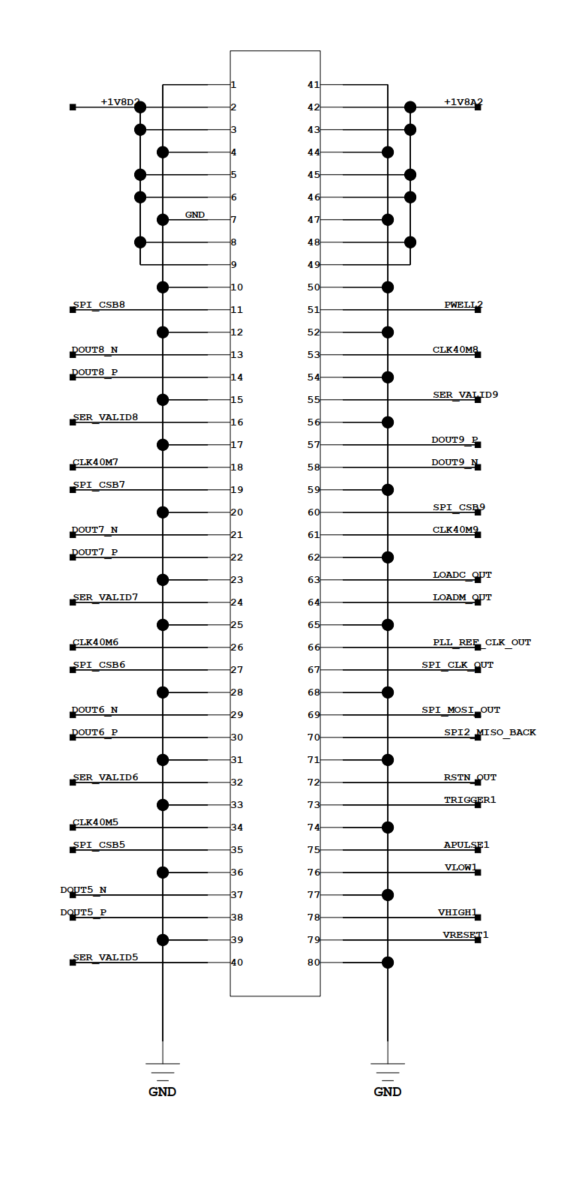 1 41
+1V8D2 2 42 +1V8A2
3 43
4 44
5 45
6 46
GND 7 47
8 48
9 49
10 50
SPI_CSB8 11 51 PWELL2
12 52
DOUT8_N 13 53 CLK40M8
DOUT8_P 14 54
15 55 SER_VALID9
SER_VALID8 16 56
17 57 DOUT9_P
CLK40M7 18 58 DOUT9_N
SPI_CSB7 19 59
20 60 SPI_CSB9
DOUT7_N 21 61 CLK40M9
DOUT7_P 22 62
23 63 LOADC_OUT
SER_VALID7 24 64 LOADM_OUT
25 65
CLK40M6 26 66 PLL_REF_CLK_OUT
SPI_CSB6 27 67 SPI_CLK_OUT
28 68
DOUT6_N 29 69 SPI_MOSI_OUT
DOUT6_P 30 70 SPI2_MISO_BACK
31 71
SER_VALID6 32 72 RSTN_OUT
33 73 TRIGGER1
CLK40M5 34 74
SPI_CSB5 35 75 APULSE1
36 76 VLOW1
DOUT5_N 37 77
DOUT5_P 38 78 VHIGH1
39 79 VRESET1
SER_VALID5 40 80
GND GND